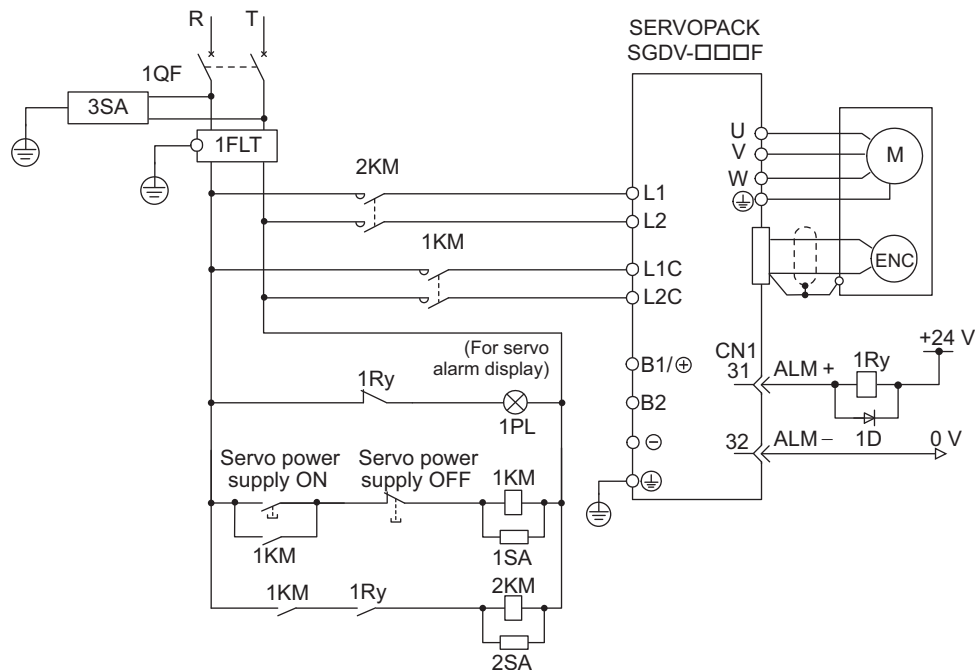 R
T
SERVOPACK
SGDV-□□□F
1QF
3SA
1FLT
U
V
W
M
2KM
L1
L2
1KM
ENC
L1C
L2C
(For servo
alarm display)
CN1
+24 V
1Ry
B1/⊕
31
ALM +
1Ry
1PL
B2
1D
⊖
32
ALM −
0 V
Servo power
supply ON
Servo power
supply OFF
1KM
1KM
1SA
1KM
1Ry
2KM
2SA